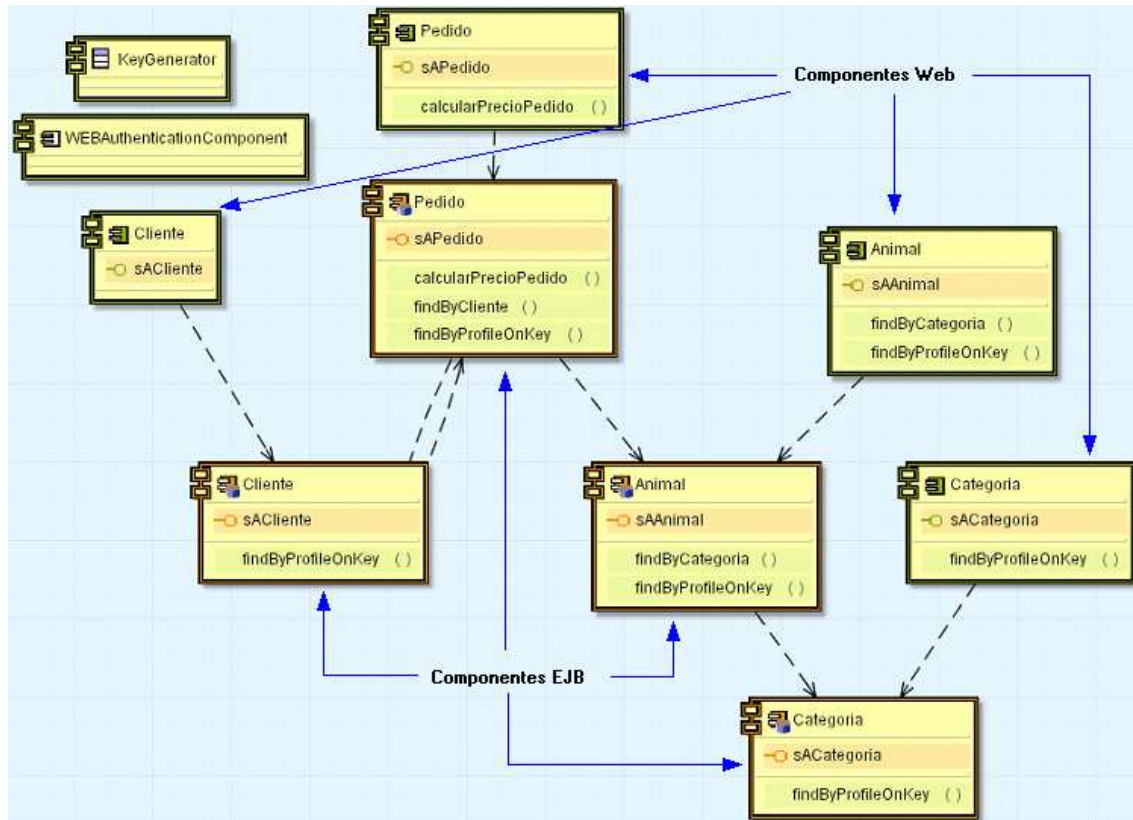 KeyGenerator
WEBAuthenticationComponent
Pedido
sAPedido
calcularPrecioPedido ( )
Componentes Web
Cliente
sACliente
Pedido
sAPedido
calcularPrecioPedido ( )
findByCliente ( )
findByProfileOnKey ( )
Animal
sAAnimal
findByCategoria ( )
findByProfileOnKey ( )
Cliente
sACliente
findByProfileOnKey ( )
Animal
sAAnimal
findByCategoria ( )
findByProfileOnKey ( )
Categoria
sACategoria
findByProfileOnKey ( )
Componentes EJB
Categoria
sACategoria
findByProfileOnKey ( )